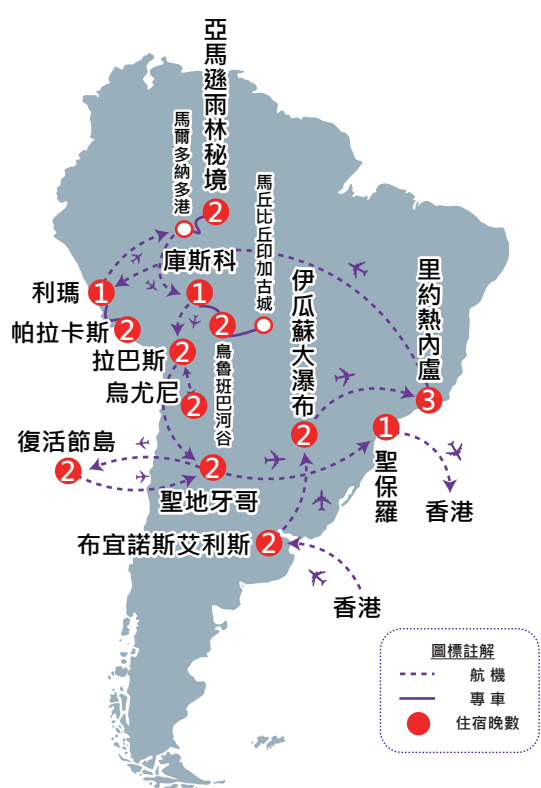 亞馬遜雨林秘境
馬爾多納多港
馬丘比丘印加古城
2
庫斯科
伊瓜蘇大瀑布
里約熱內盧
利瑪
1
1
帕拉卡斯
2
2
拉巴斯
2
烏魯班巴河谷
烏尤尼
2
3
2
1
復活節島
2
2
聖地牙哥
聖保羅
香港
布宜諾斯艾利斯
2
香港
圖標註解
航機
專車
住宿晚數